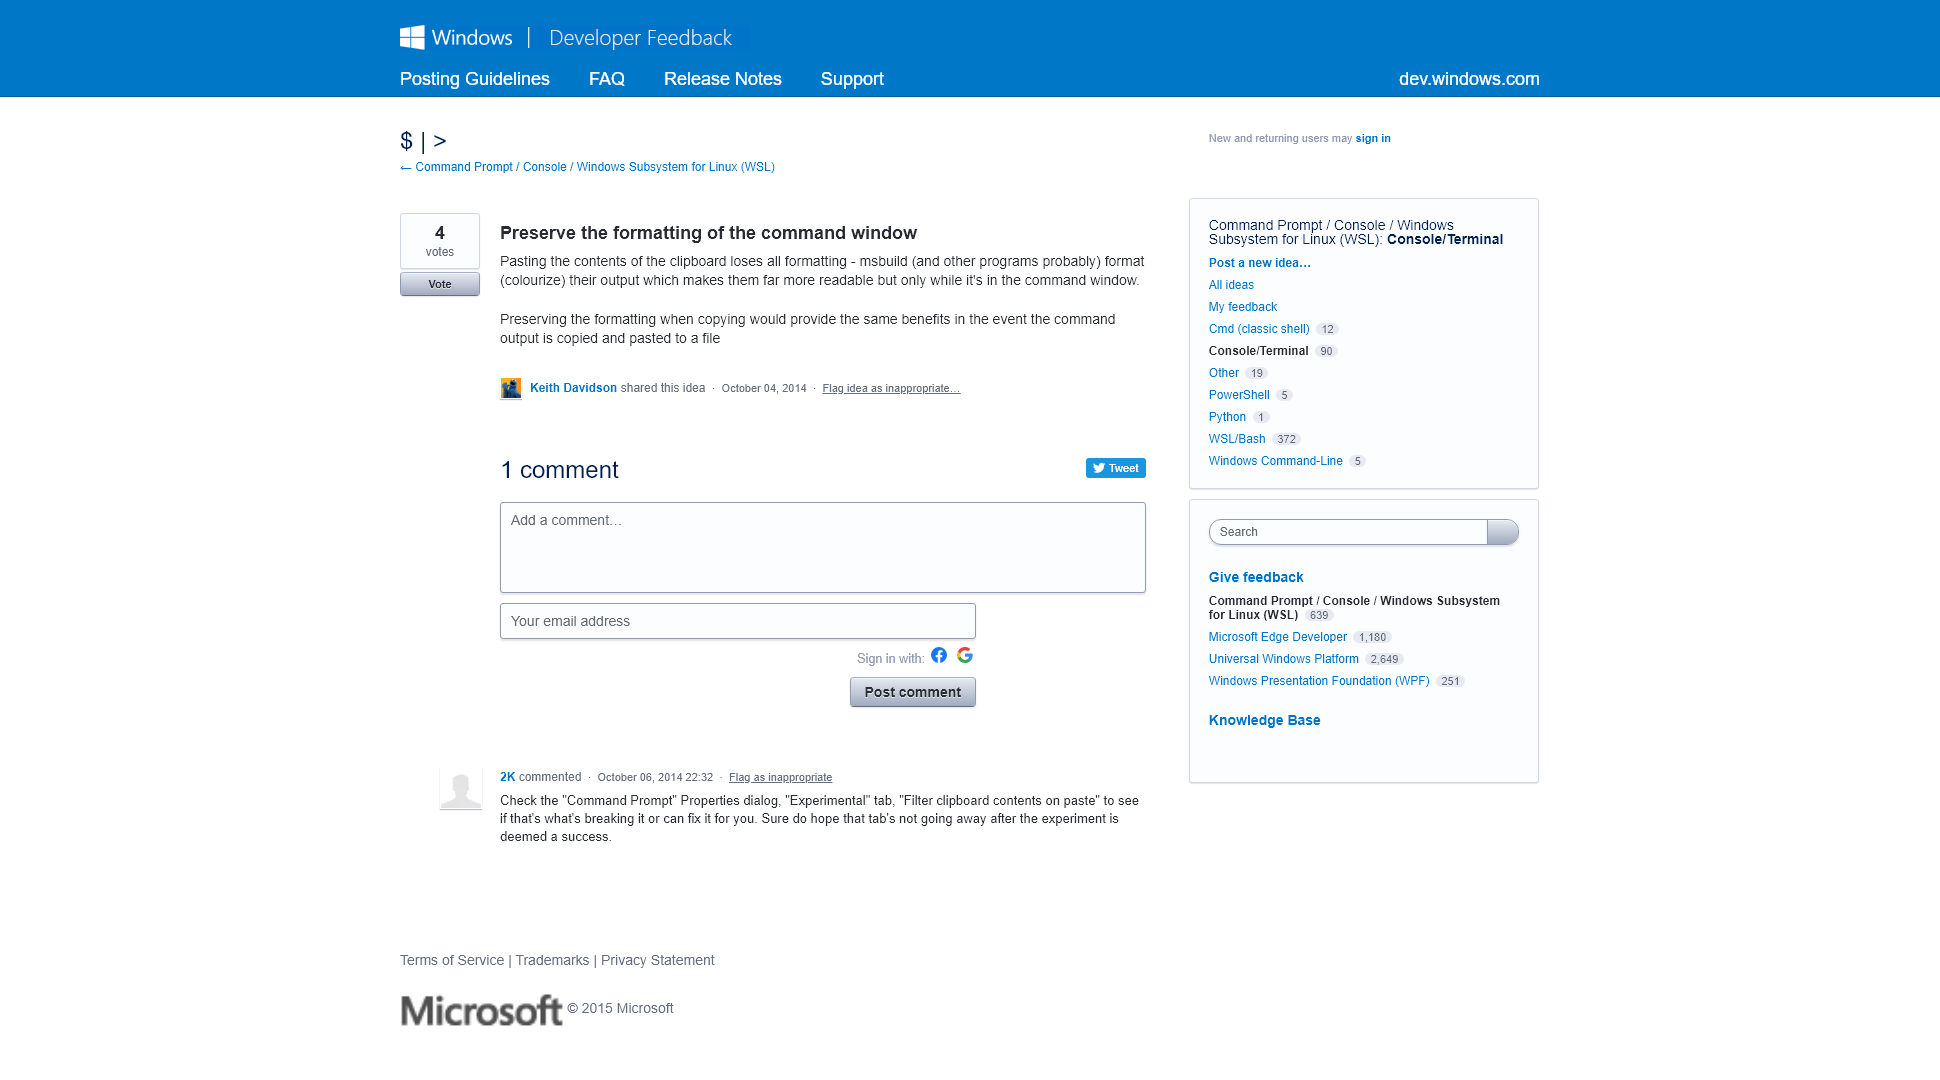 Windows | Developer Feedback
Posting Guidelines FAQ Release Notes Support dev.windows.com
$ | >
New and returning users may sign in
← Command Prompt / Console / Windows Subsystem for Linux (WSL)
4
votes
Vote
Preserve the formatting of the command window
Pasting the contents of the clipboard loses all formatting - msbuild (and other programs probably) format
(colourize) their output which makes them far more readable but only while it's in the command window.
Preserving the formatting when copying would provide the same benefits in the event the command
output is copied and pasted to a file
Keith Davidson shared this idea · October 04, 2014 · Flag idea as inappropriate…
1 comment
Tweet
Add a comment…
Your email address
Sign in with:
Post comment
2K commented · October 06, 2014 22:32 · Flag as inappropriate
Check the "Command Prompt" Properties dialog, "Experimental" tab, "Filter clipboard contents on paste" to see
if that's what's breaking it or can fix it for you. Sure do hope that tab's not going away after the experiment is
deemed a success.
Command Prompt / Console / Windows
Subsystem for Linux (WSL): Console/Terminal
Post a new idea…
All ideas
My feedback
Cmd (classic shell) 12
Console/Terminal 90
Other 19
PowerShell 5
Python 1
WSL/Bash 372
Windows Command-Line 5
Search
Give feedback
Command Prompt / Console / Windows Subsystem
for Linux (WSL) 639
Microsoft Edge Developer 1,180
Universal Windows Platform 2,649
Windows Presentation Foundation (WPF) 251
Knowledge Base
Terms of Service | Trademarks | Privacy Statement
Microsoft © 2015 Microsoft